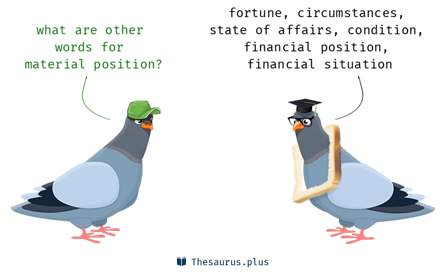 what are other
words for
material position?
fortune, circumstances,
state of affairs, condition,
financial position,
financial situation
Thesaurus.plus